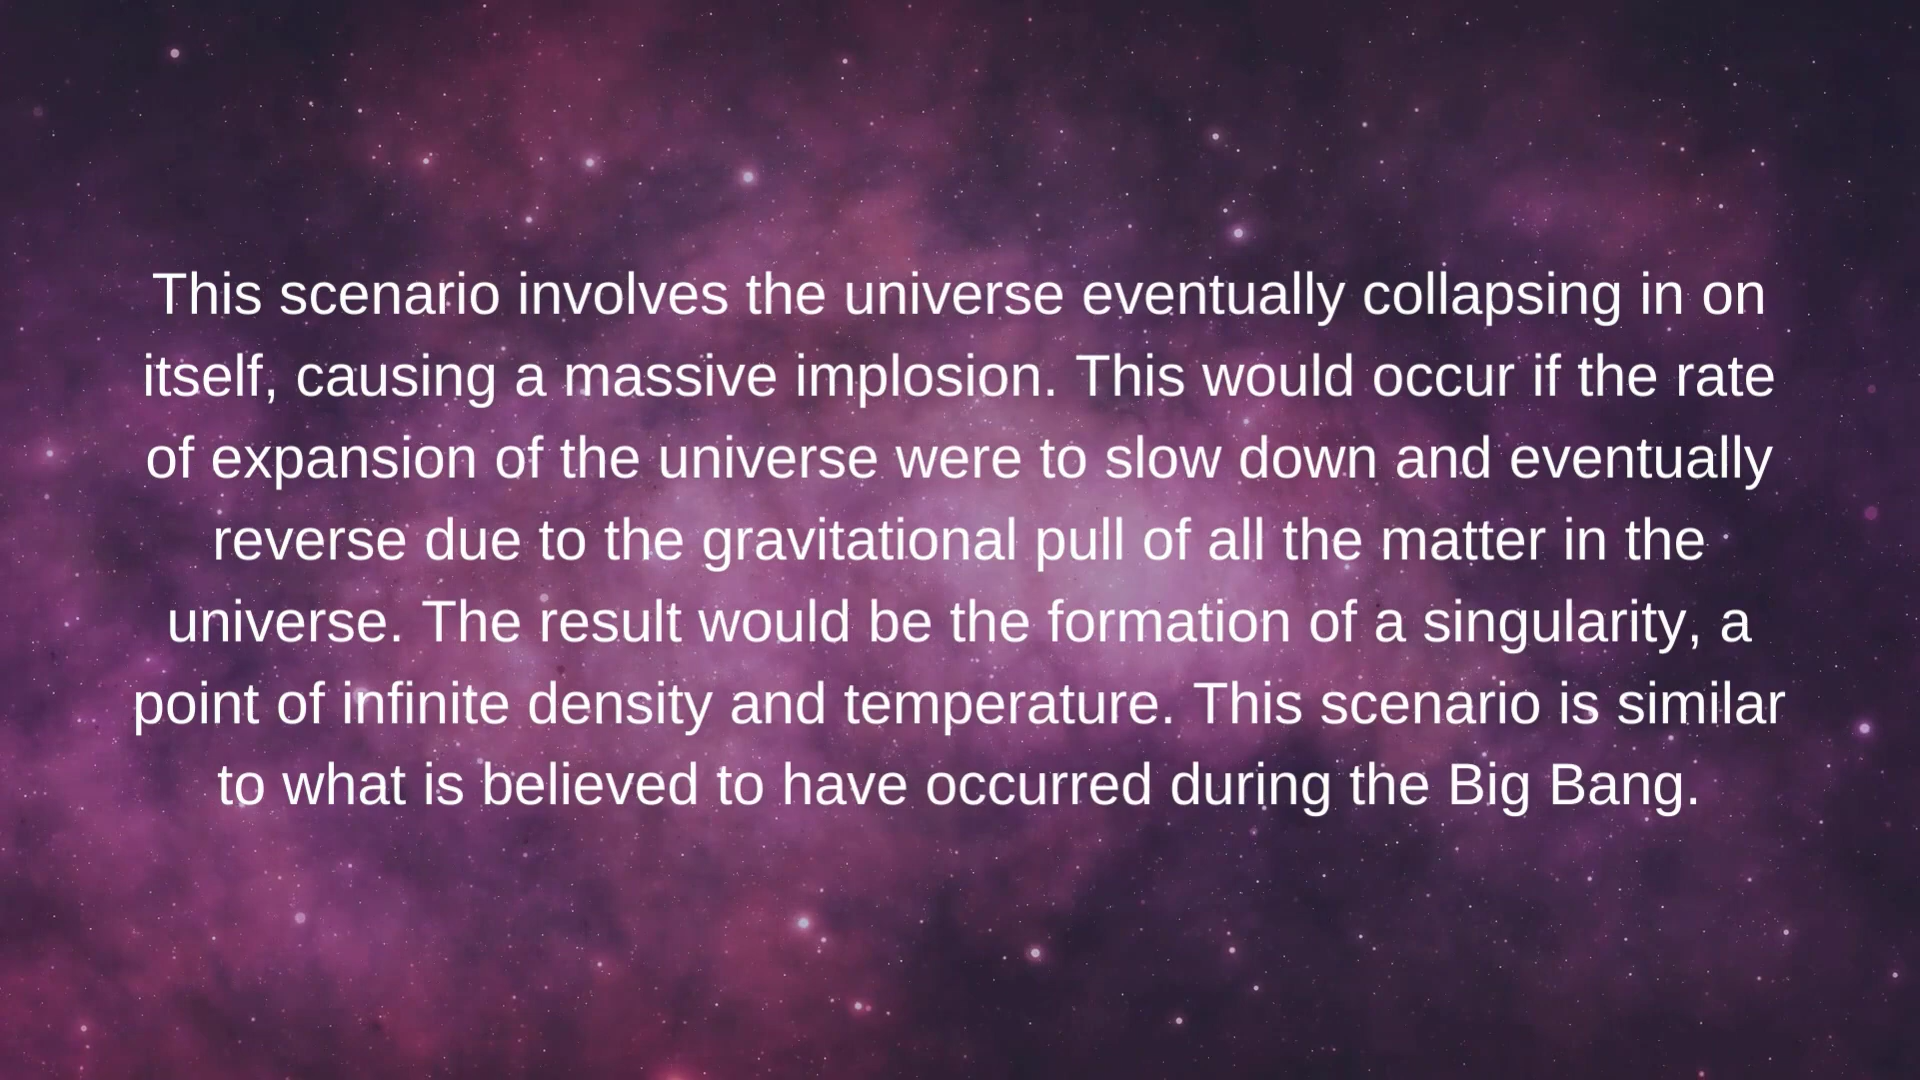 This scenario involves the universe eventually collapsing in on
itself, causing a massive implosion. This would occur if the rate
of expansion of the universe were to slow down and eventually
reverse due to the gravitational pull of all the matter in the
universe. The result would be the formation of a singularity, a
point of infinite density and temperature. This scenario is similar
to what is believed to have occurred during the Big Bang.